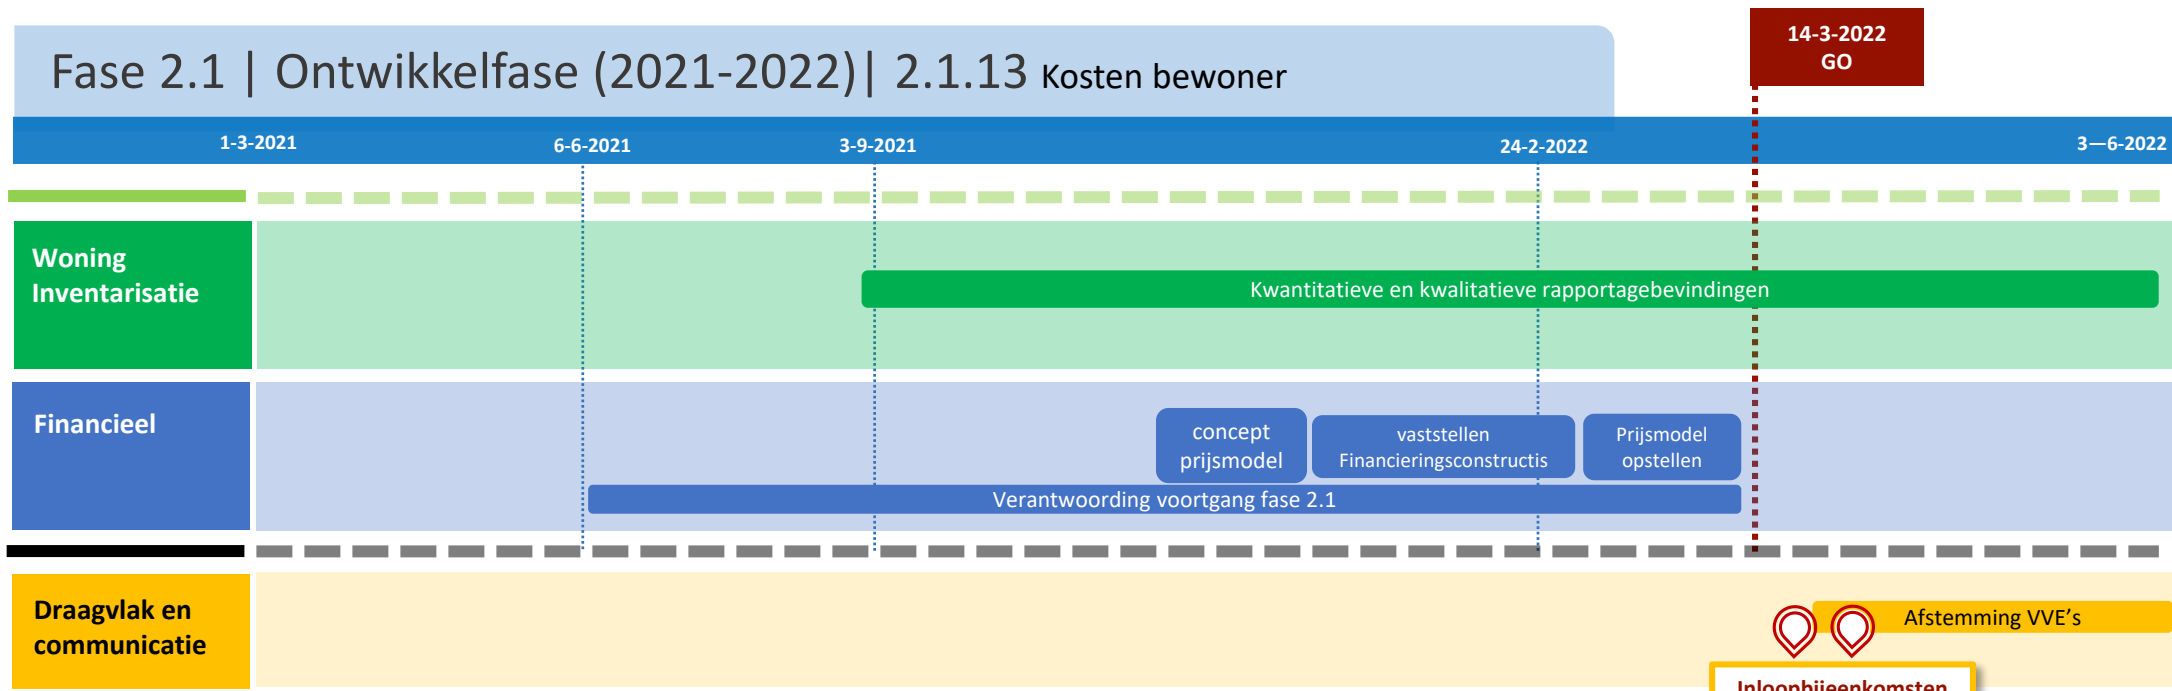 14-3-2022
GO
Fase 2.1 | Ontwikkelfase (2021-2022)| 2.1.13 Kosten bewoner
1-3-2021
6-6-2021
3-9-2021
24-2-2022
3—6-2022
Woning
Inventarisatie
Kwantitatieve en kwalitatieve rapportagebevindingen
Financieel
concept
prijsmodel
vaststellen
Financieringsconstructis
Prijsmodel
opstellen
Verantwoording voortgang fase 2.1
Draagvlak en
communicatie
Afstemming VVE's
Inloopbijeenkomsten